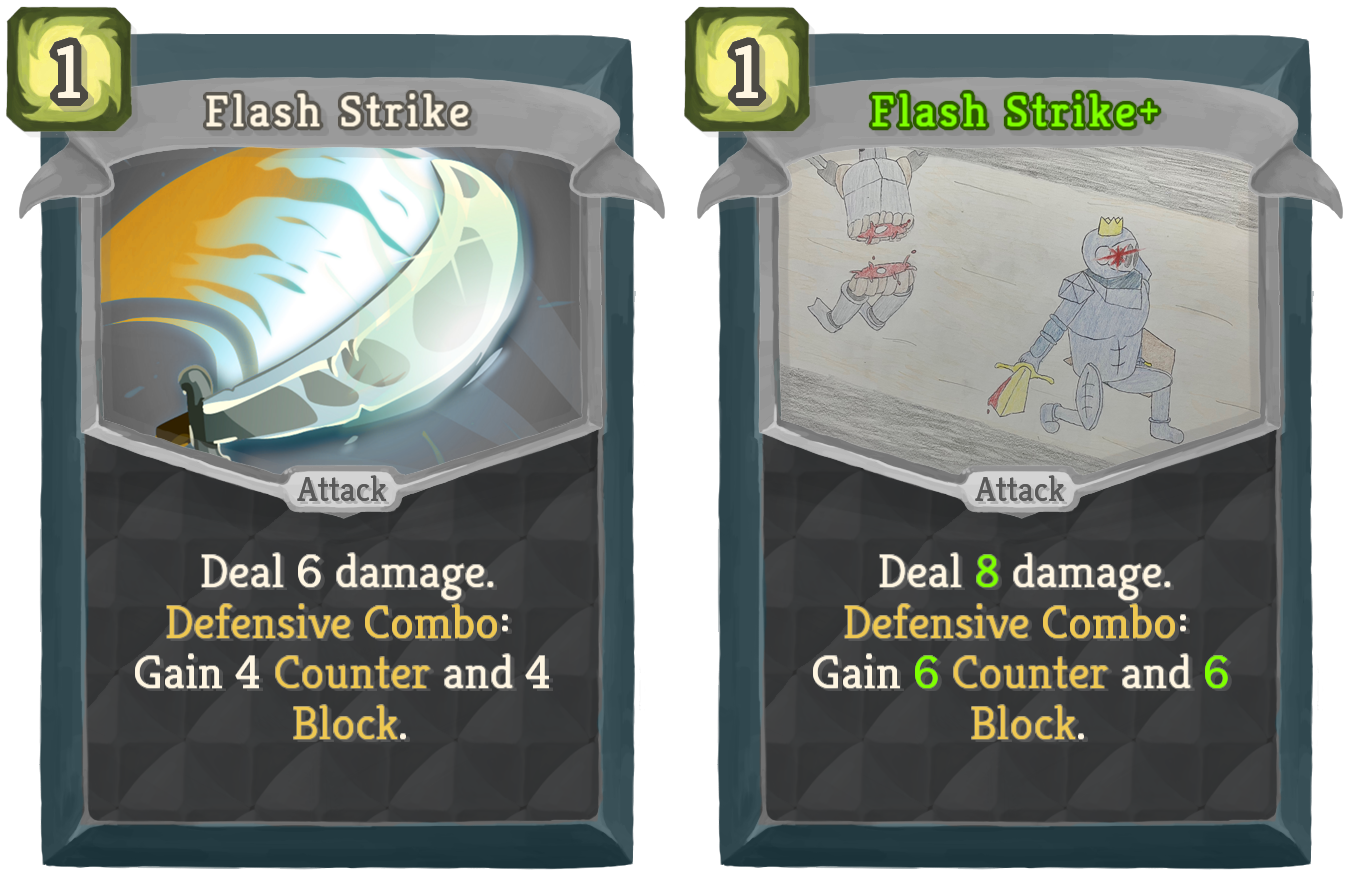 1
Flash Strike
Attack
Deal 6 damage.
Defensive Combo:
Gain 4 Counter and 4
Block.
1
Flash Strike+
Attack
Deal 8 damage.
Defensive Combo:
Gain 6 Counter and 6
Block.